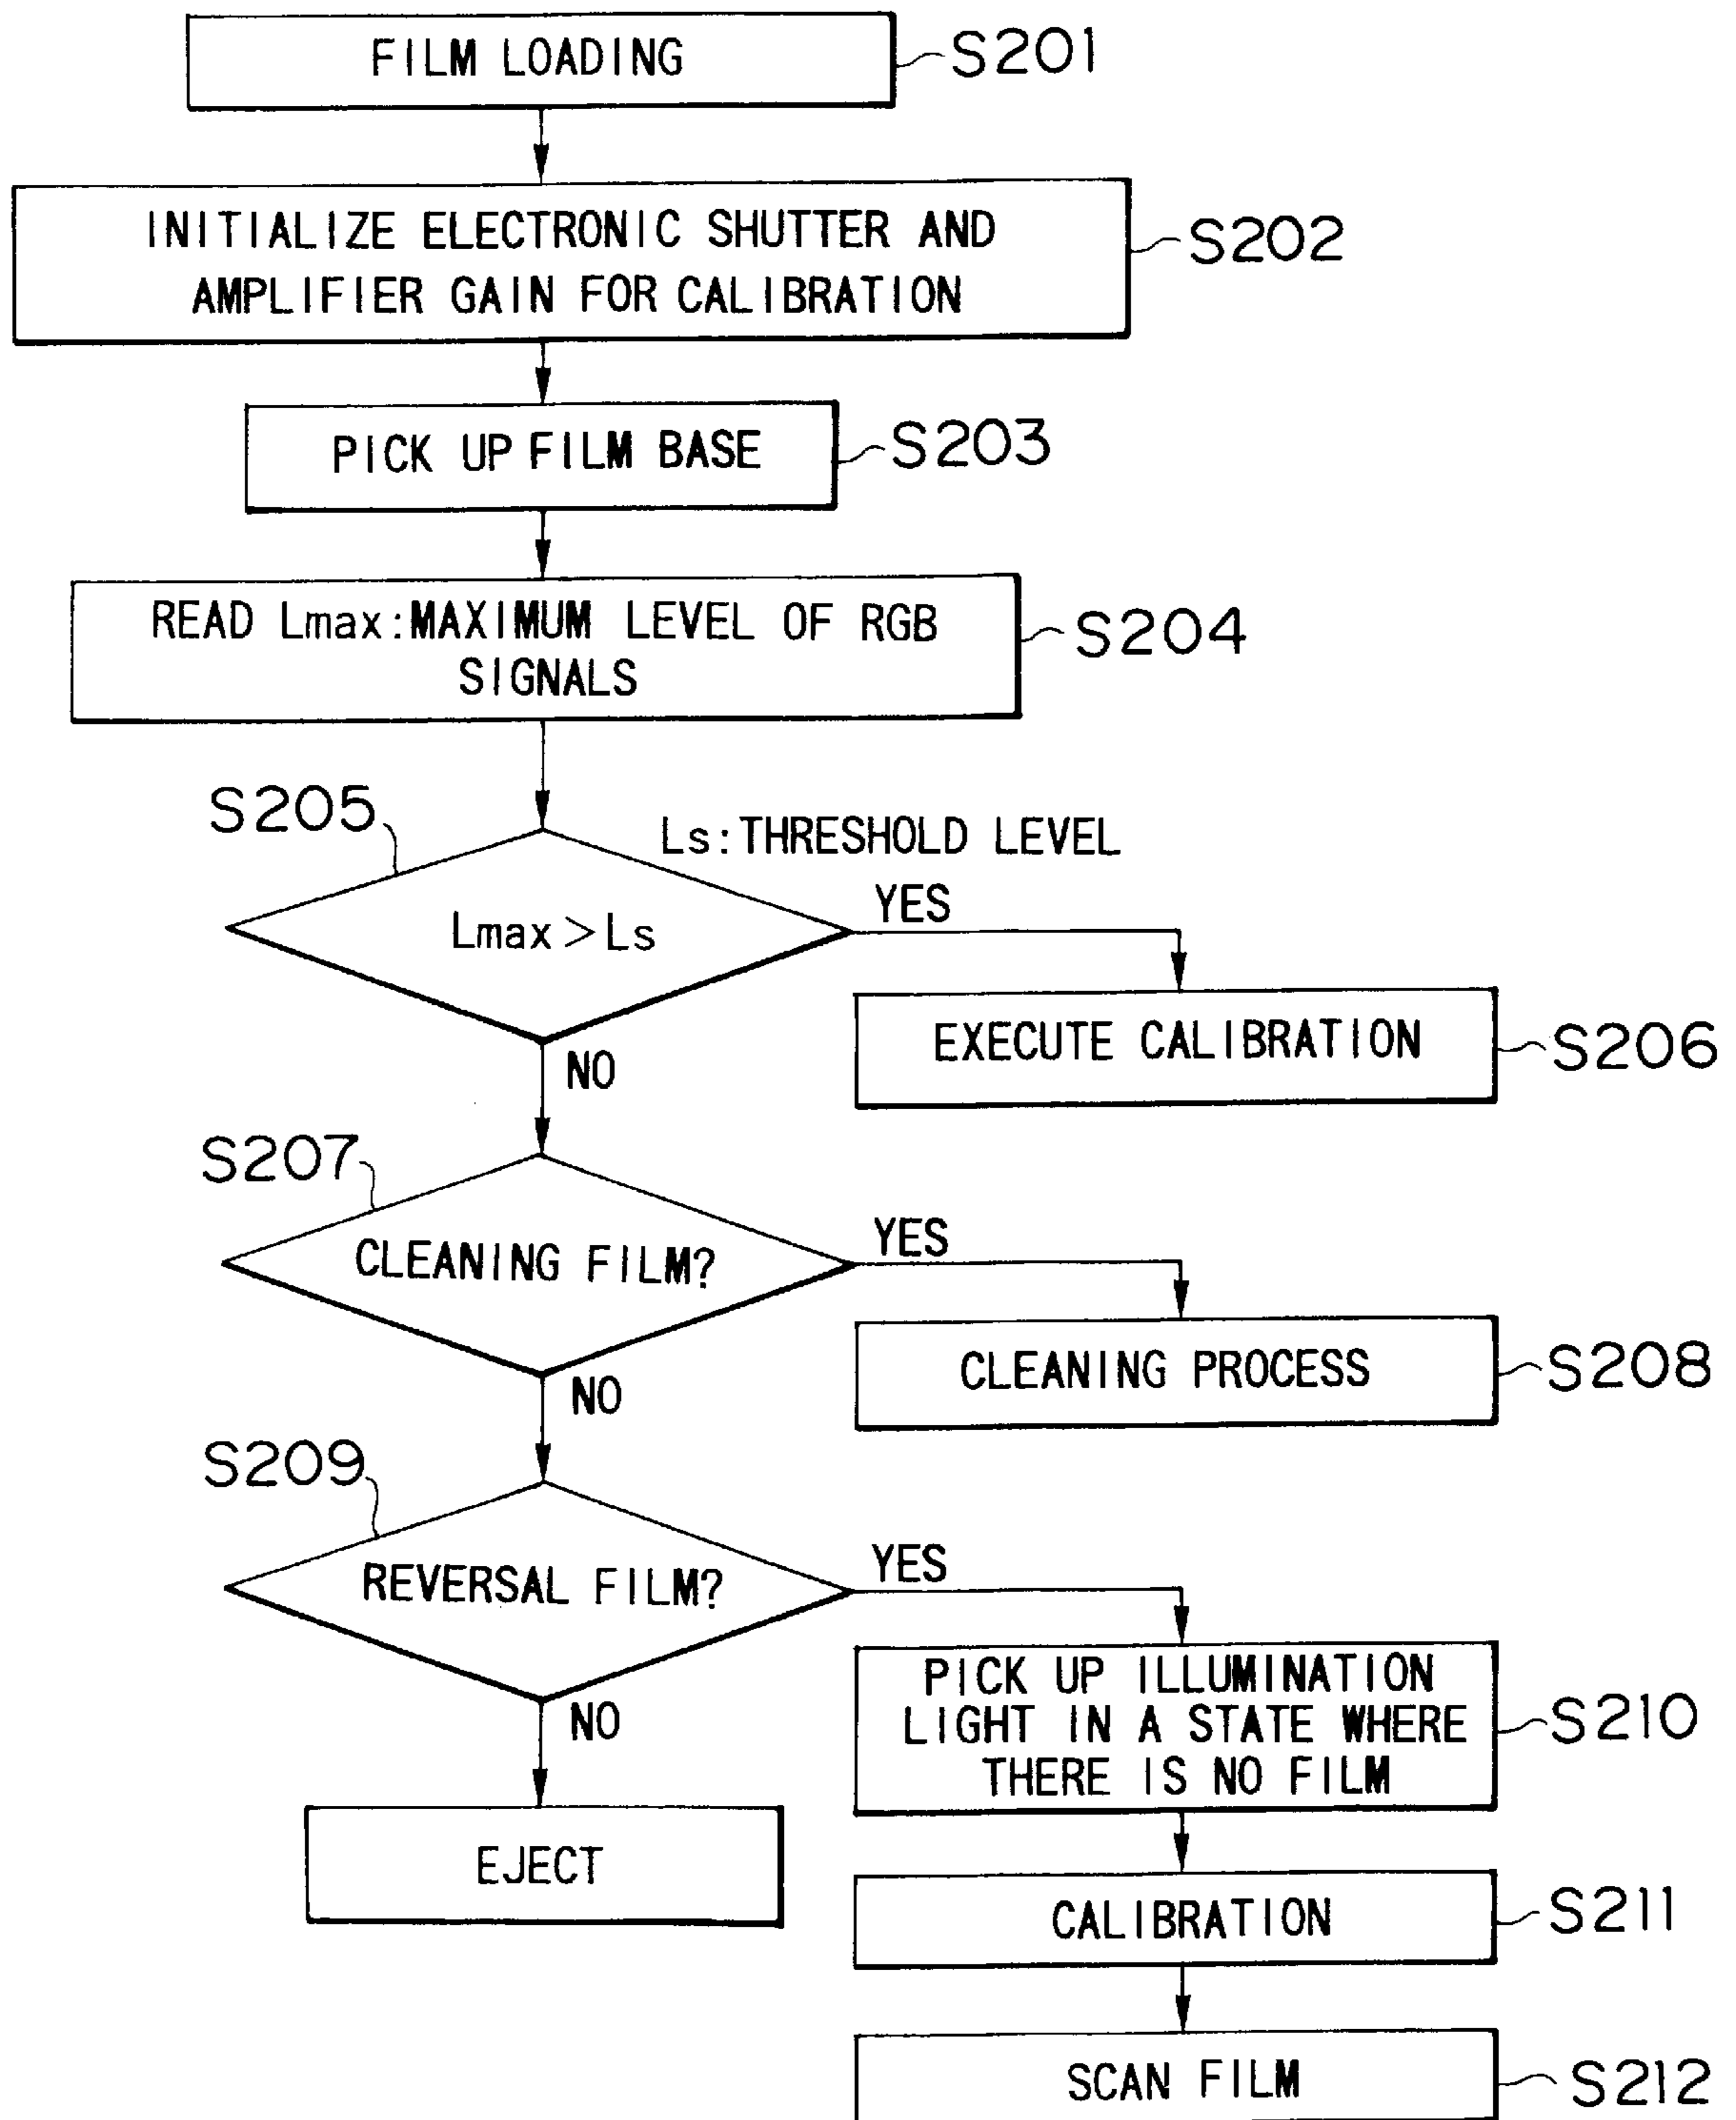 FILM LOADING
S201
INITIALIZE ELECTRONIC SHUTTER AND
AMPLIFIER GAIN FOR CALIBRATION
S202
PICK UP FILM BASE
S203
READ Lmax:MAXIMUM LEVEL OF RGB
SIGNALS
S204
S205
Ls:THRESHOLD LEVEL
Lmax>Ls
YES
NO
EXECUTE CALIBRATION
S206
S207
CLEANING FILM?
YES
NO
CLEANING PROCESS
S208
S209
REVERSAL FILM?
YES
NO
PICK UP ILLUMINATION
LIGHT IN A STATE WHERE
THERE IS NO FILM
S210
EJECT
CALIBRATION
S211
SCAN FILM
S212